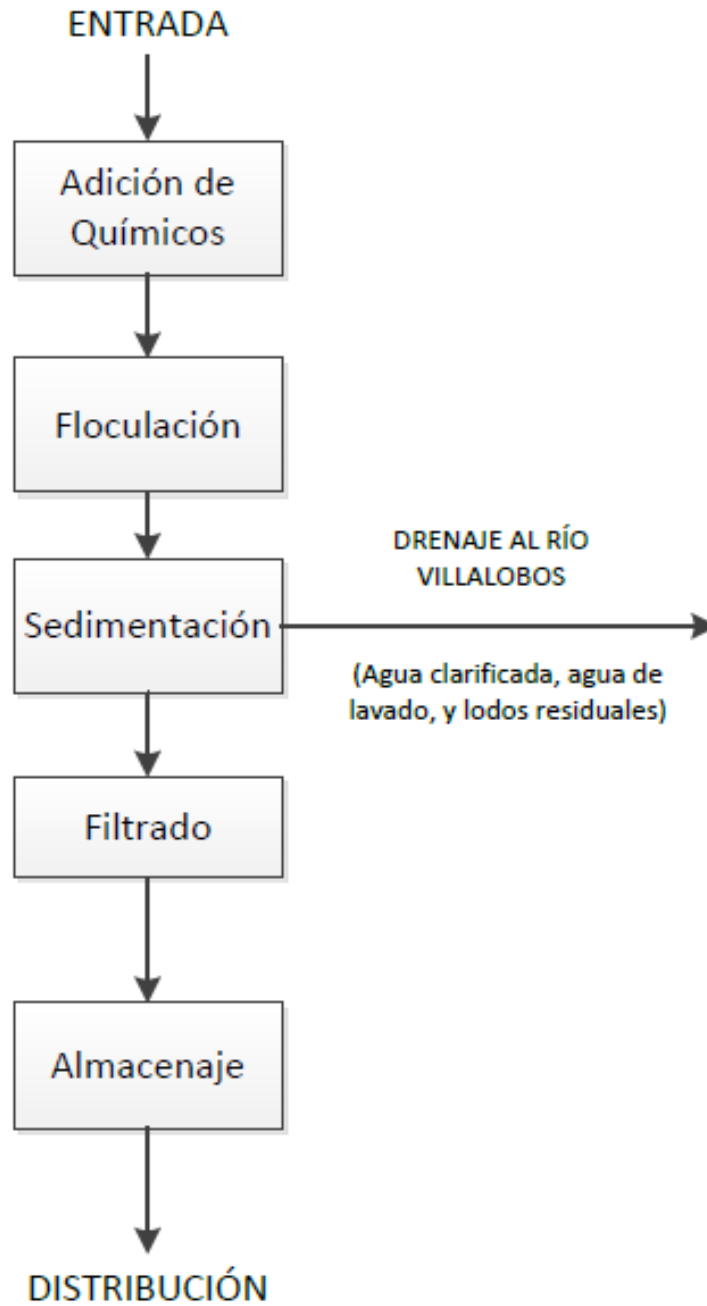 ENTRADA
Adición de
Químicos
Floculación
Sedimentación
DRENAJE AL RÍO
VILLALOBOS
(Agua clarificada, agua de
lavado, y lodos residuales)
Filtrado
Almacenaje
DISTRIBUCIÓN